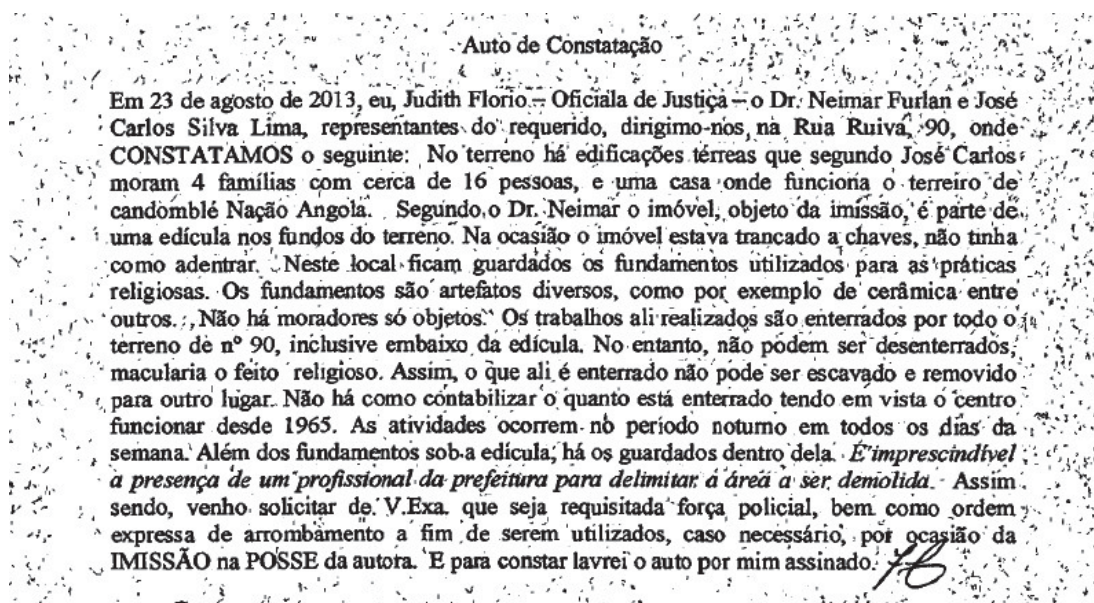 Auto de Constatação
Em 23 de agosto de 2013, eu, Judith Florio – Oficiala de Justiça – o Dr. Neimar Furlan e José
Carlos Silva Lima, representantes do requerido, dirigimo-nos na Rua Ruiva, 90, onde
CONSTATAMOS o seguinte: No terreno há edificações térreas que segundo José Carlos
moram 4 famílias com cerca de 16 pessoas, e uma casa onde funciona o terreiro de
candomblé Nação Angola. Segundo o Dr. Neimar o imóvel, objeto da imissão, é parte de
uma edícula nos fundos do terreno. Na ocasião o imóvel estava trancado a chaves, não tinha
como adentrar. Neste local ficam guardados os fundamentos utilizados para as práticas
religiosas. Os fundamentos são artefatos diversos, como por exemplo de cerâmica entre
outros. Não há moradores só objetos. Os trabalhos ali realizados são enterrados por todo o
terreno de nº 90, inclusive embaixo da edícula. No entanto, não podem ser desenterrados,
macularia o feito religioso. Assim, o que ali é enterrado não pode ser escavado e removido
para outro lugar. Não há como contabilizar o quanto está enterrado tendo em vista o centro
funcionar desde 1965. As atividades ocorrem no período noturno em todos os dias da
semana. Além dos fundamentos sob a edícula, há os guardados dentro dela. É imprescindível
a presença de um profissional da prefeitura para delimitar a área a ser demolida. Assim
sendo, venho solicitar de V.Exa. que seja requisitada força policial, bem como ordem
expressa de arrombamento a fim de serem utilizados, caso necessário, por ocasião da
IMISSÃO na POSSE da autora. E para constar lavrei o auto por mim assinado.